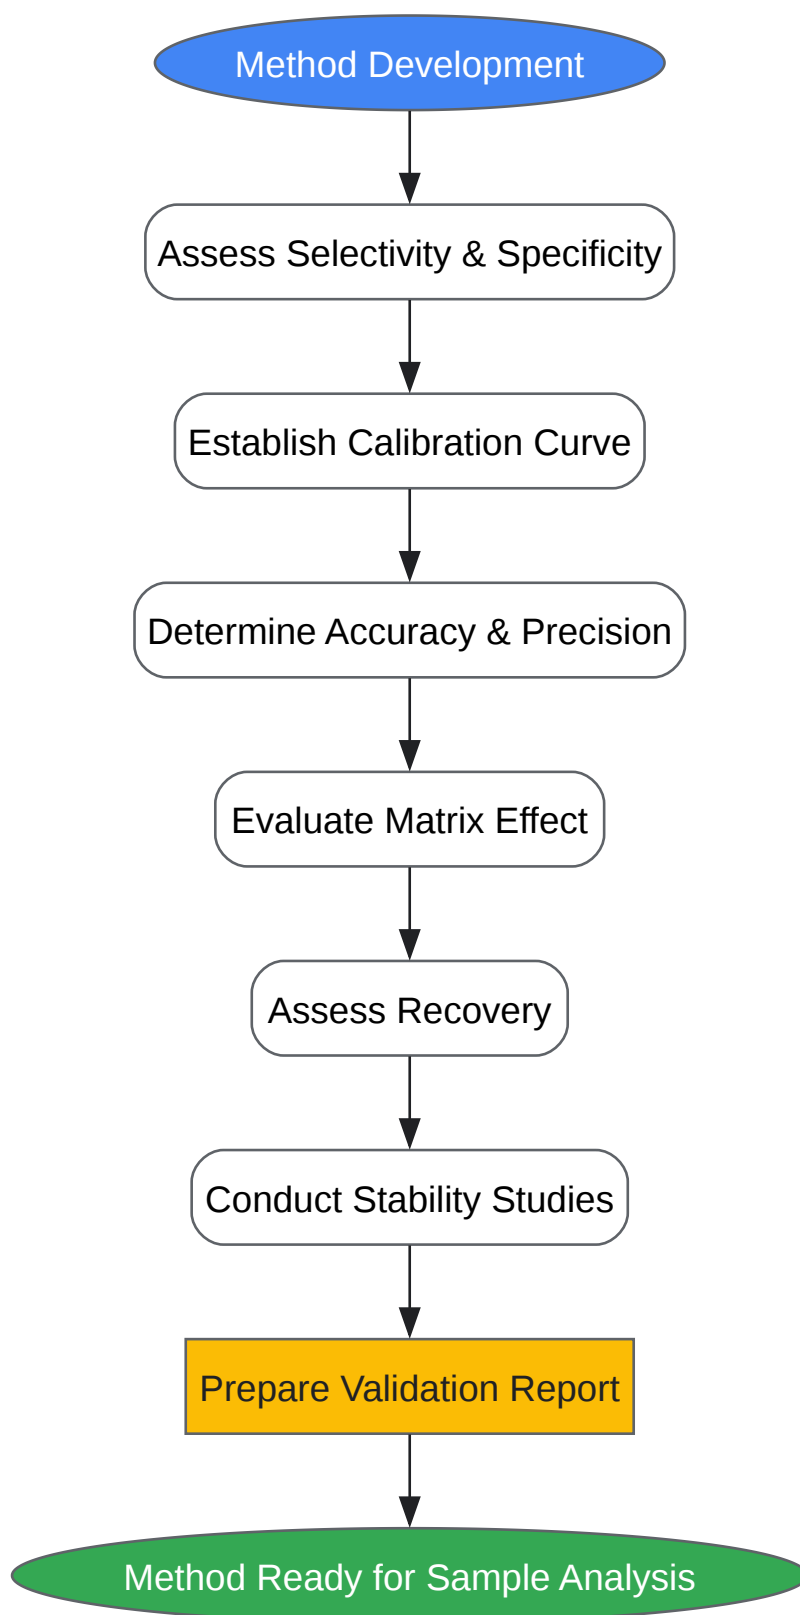 Method Development
Assess Selectivity & Specificity
Establish Calibration Curve
Determine Accuracy & Precision
Evaluate Matrix Effect
Assess Recovery
Conduct Stability Studies
Prepare Validation Report
Method Ready for Sample Analysis